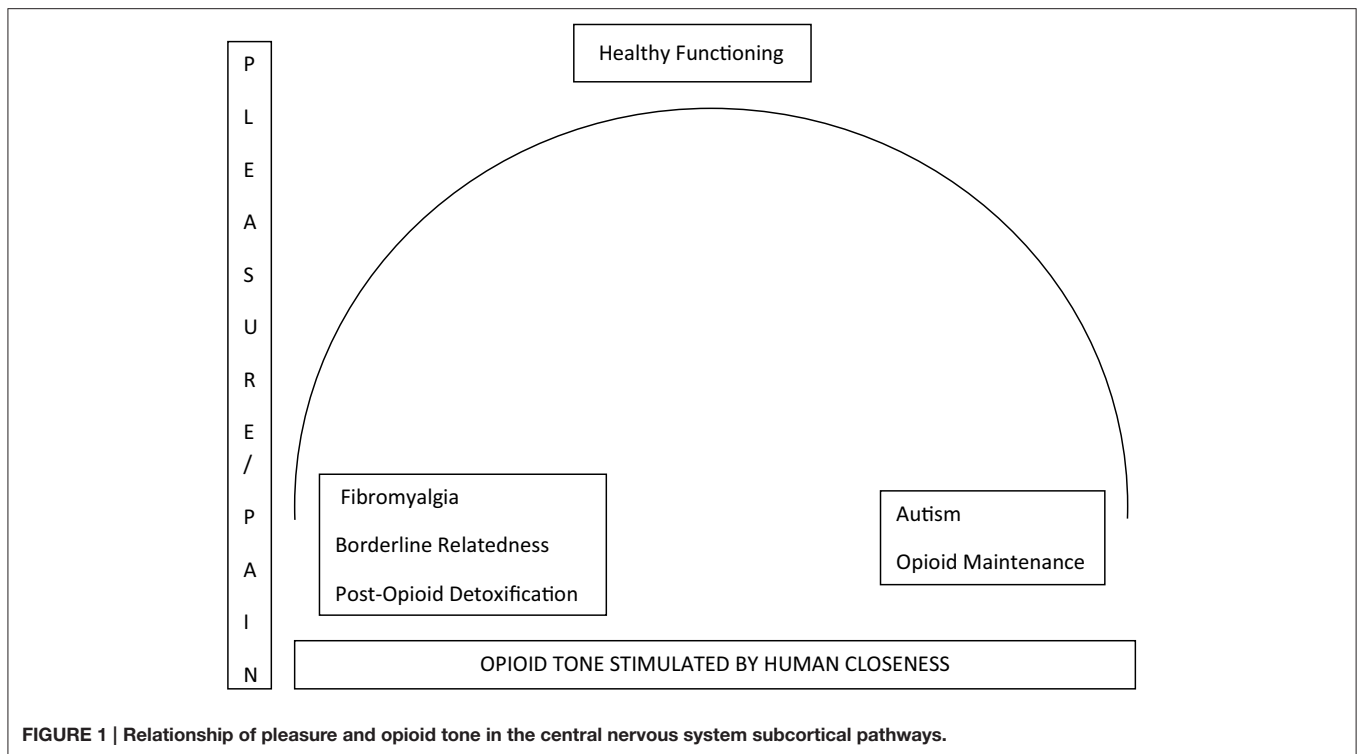 Healthy Functioning
P
L
E
A
S
U
R
E
/
P
A
I
N
Fibromyalgia
Borderline Relatedness
Post-Opioid Detoxification
Autism
Opioid Maintenance
OPIOID TONE STIMULATED BY HUMAN CLOSENESS
FIGURE 1 | Relationship of pleasure and opioid tone in the central nervous system subcortical pathways.